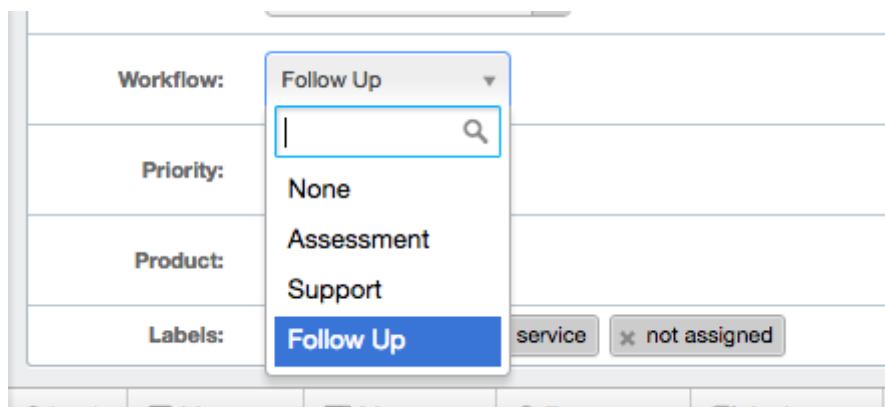 Workflow:
Follow Up
Priority:
None
Assessment
Product:
Support
Labels:
Follow Up
service
not assigned